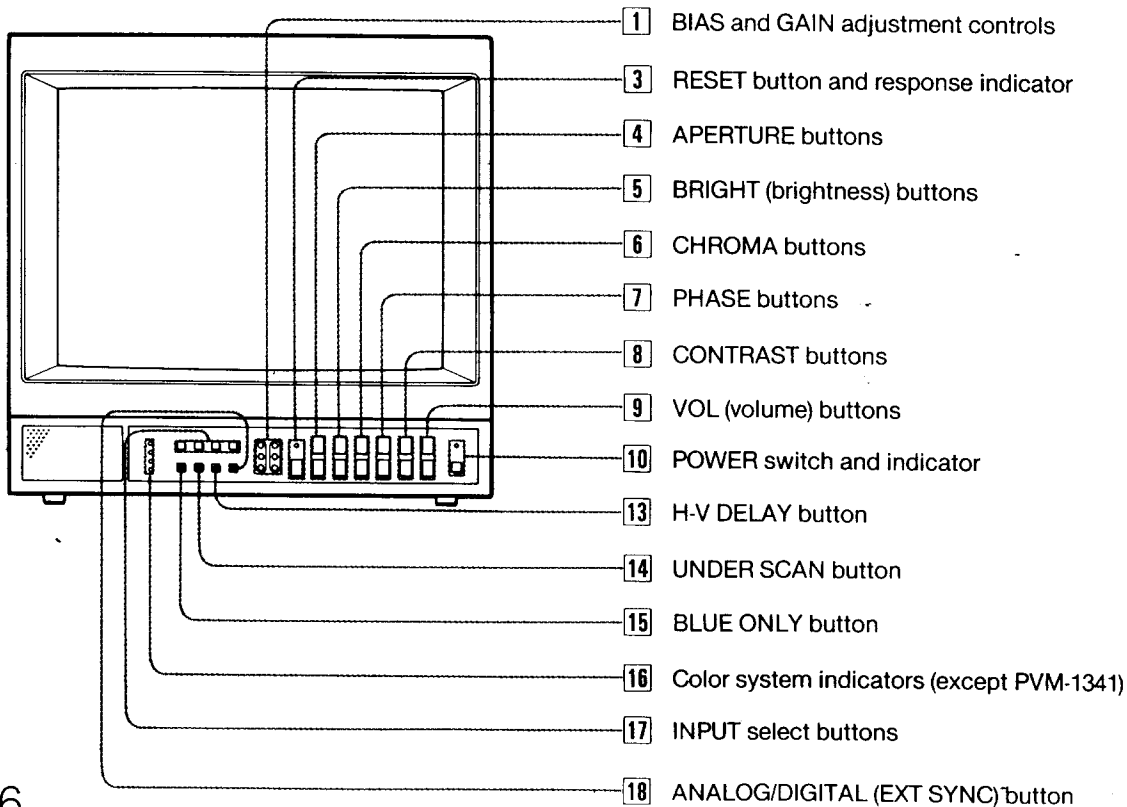 1 BIAS and GAIN adjustment controls
3 RESET button and response indicator
4 APERTURE buttons
5 BRIGHT (brightness) buttons
6 CHROMA buttons
7 PHASE buttons
8 CONTRAST buttons
9 VOL (volume) buttons
10 POWER switch and indicator
13 H-V DELAY button
14 UNDER SCAN button
15 BLUE ONLY button
16 Color system indicators (except PVM-1341)
17 INPUT select buttons
18 ANALOG/DIGITAL (EXT SYNC) button
6